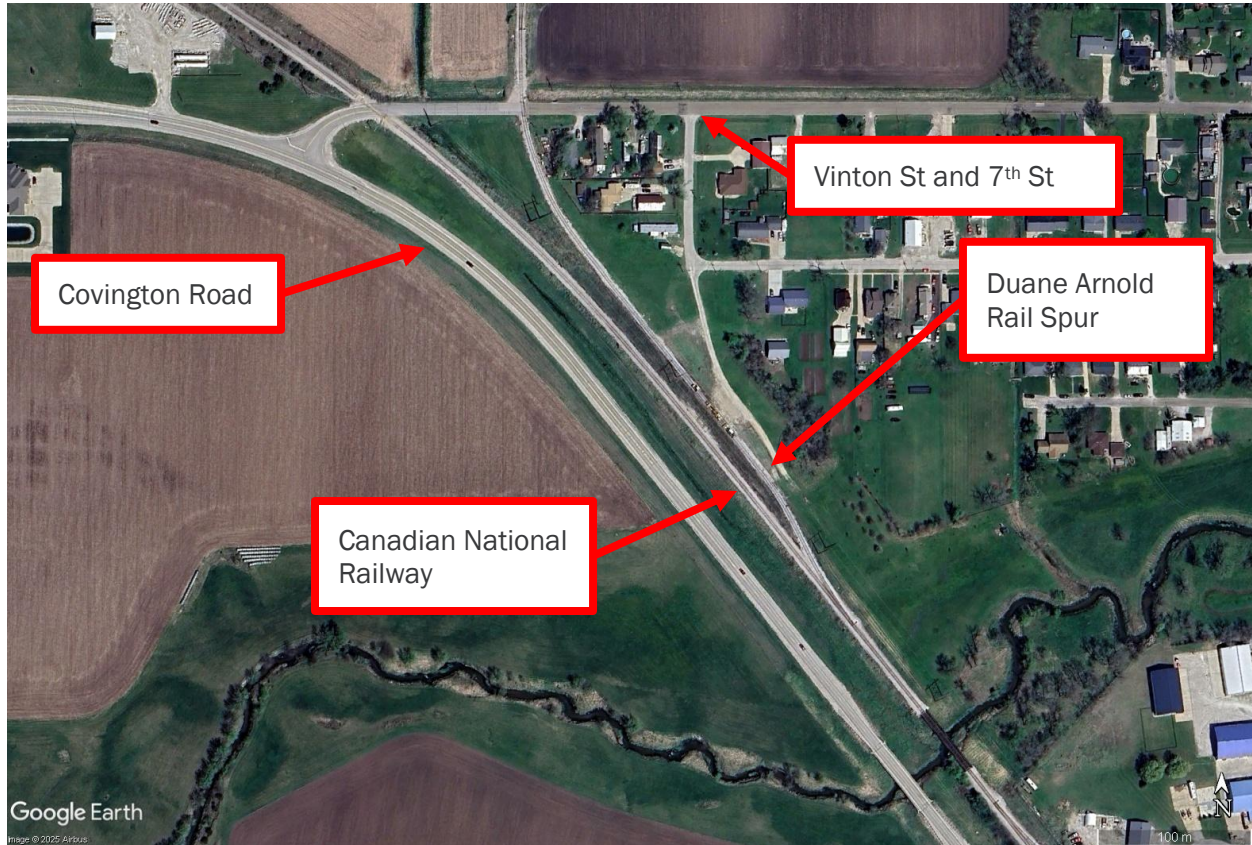 Vinton St and 7th St
Covington Road
Duane Arnold
Rail Spur
Canadian National
Railway
Google Earth
Image © 2025 Airbus
N
100 m